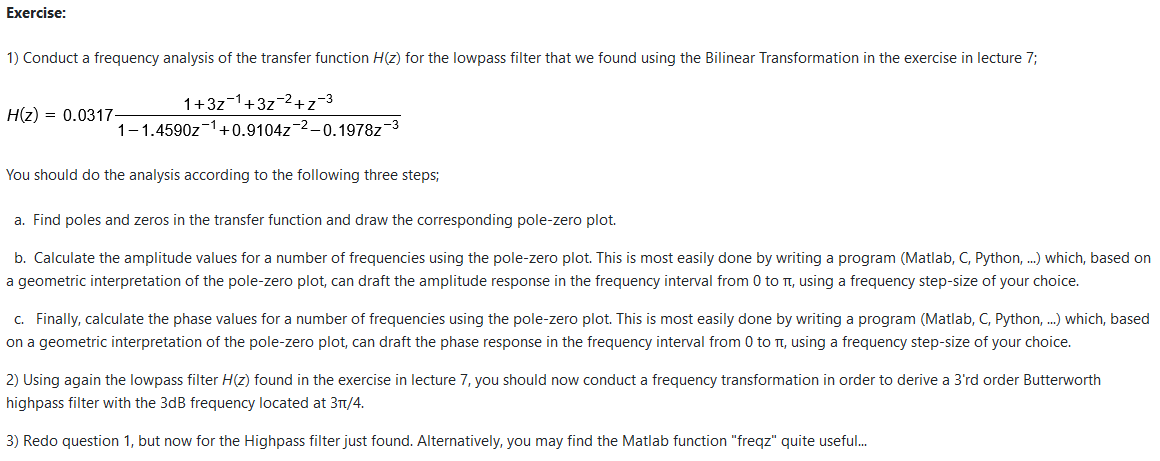 Exercise:
1) Conduct a frequency analysis of the transfer function H(z) for the lowpass filter that we found using the Bilinear Transformation in the exercise in lecture 7;
1+3z⁻¹+3z⁻²+z⁻³
H(z) = 0.0317
1−1.4590z⁻¹+0.9104z⁻²−0.1978z⁻³
You should do the analysis according to the following three steps;
a. Find poles and zeros in the transfer function and draw the corresponding pole-zero plot.
b. Calculate the amplitude values for a number of frequencies using the pole-zero plot. This is most easily done by writing a program (Matlab, C, Python, ...) which, based on
a geometric interpretation of the pole-zero plot, can draft the amplitude response in the frequency interval from 0 to π, using a frequency step-size of your choice.
c. Finally, calculate the phase values for a number of frequencies using the pole-zero plot. This is most easily done by writing a program (Matlab, C, Python, ...) which, based
on a geometric interpretation of the pole-zero plot, can draft the phase response in the frequency interval from 0 to π, using a frequency step-size of your choice.
2) Using again the lowpass filter H(z) found in the exercise in lecture 7, you should now conduct a frequency transformation in order to derive a 3'rd order Butterworth
highpass filter with the 3dB frequency located at 3π/4.
3) Redo question 1, but now for the Highpass filter just found. Alternatively, you may find the Matlab function "freqz" quite useful...